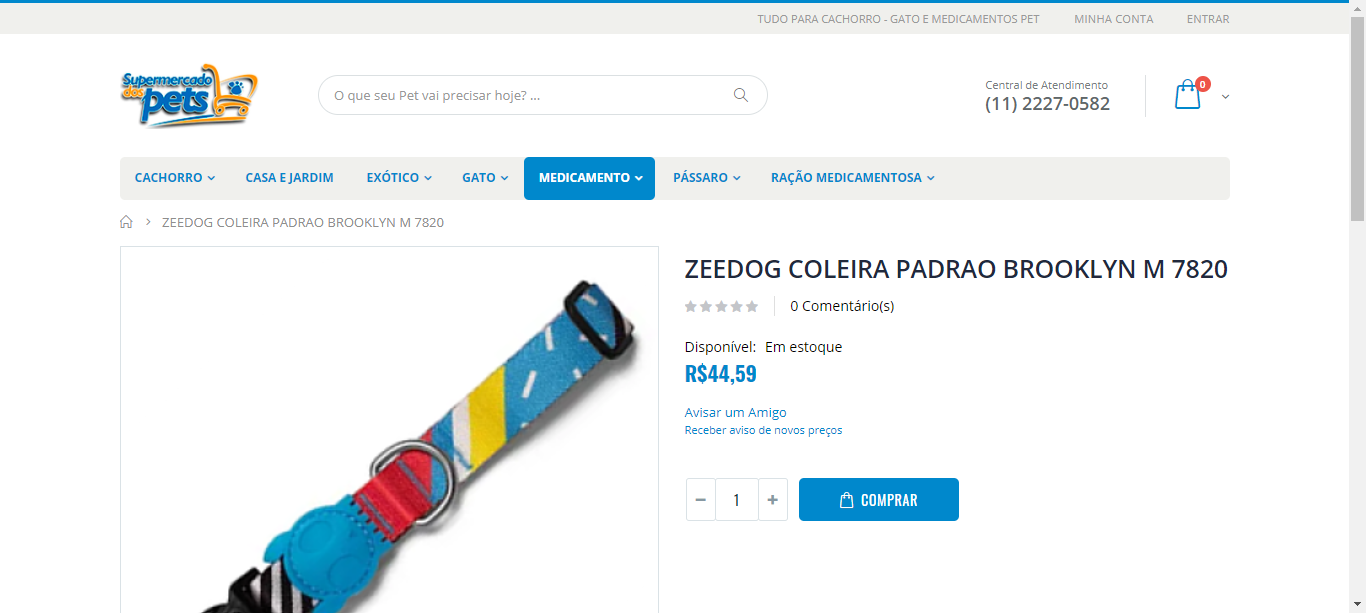 TUDO PARA CACHORRO - GATO E MEDICAMENTOS PET MINHA CONTA ENTRAR
Supermercado
dos
pets
O que seu Pet vai precisar hoje? ...
Central de Atendimento
(11) 2227-0582
0
CACHORRO CASA E JARDIM EXÓTICO GATO MEDICAMENTO PÁSSARO RAÇÃO MEDICAMENTOSA
ZEEDOG COLEIRA PADRAO BROOKLYN M 7820
ZEEDOG COLEIRA PADRAO BROOKLYN M 7820
0 Comentário(s)
Disponível: Em estoque
R$44,59
Avisar um Amigo
Receber aviso de novos preços
− 1 + COMPRAR